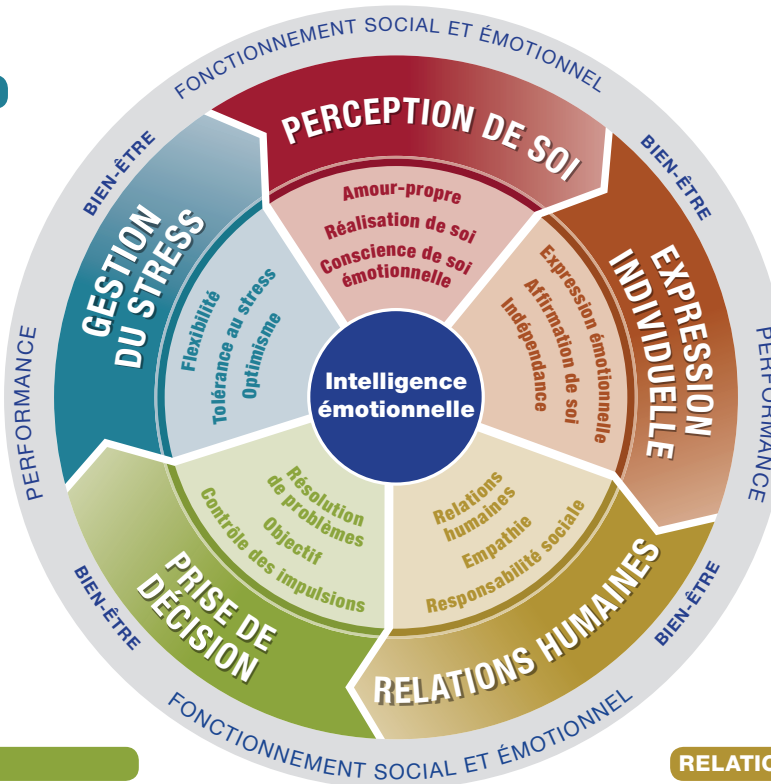 FONCTIONNEMENT SOCIAL ET ÉMOTIONNEL
BIEN-ÊTRE
PERFORMANCE
BIEN-ÊTRE
PERFORMANCE
PERCEPTION DE SOI
Amour-propre
Réalisation de soi
Conscience de soi
émotionnelle
EXPRESSION
INDIVIDUELLE
Expression émotionnelle
Affirmation de soi
Indépendance
RELATIONS HUMAINES
Relations
humaines
Empathie
Responsabilité sociale
PRISE DE
DÉCISION
Résolution
de problèmes
Objectif
Contrôle des impulsions
GESTION
DU STRESS
Flexibilité
Tolérance au stress
Optimisme
Intelligence
émotionnelle
BIEN-ÊTRE
BIEN-ÊTRE
FONCTIONNEMENT SOCIAL ET ÉMOTIONNEL